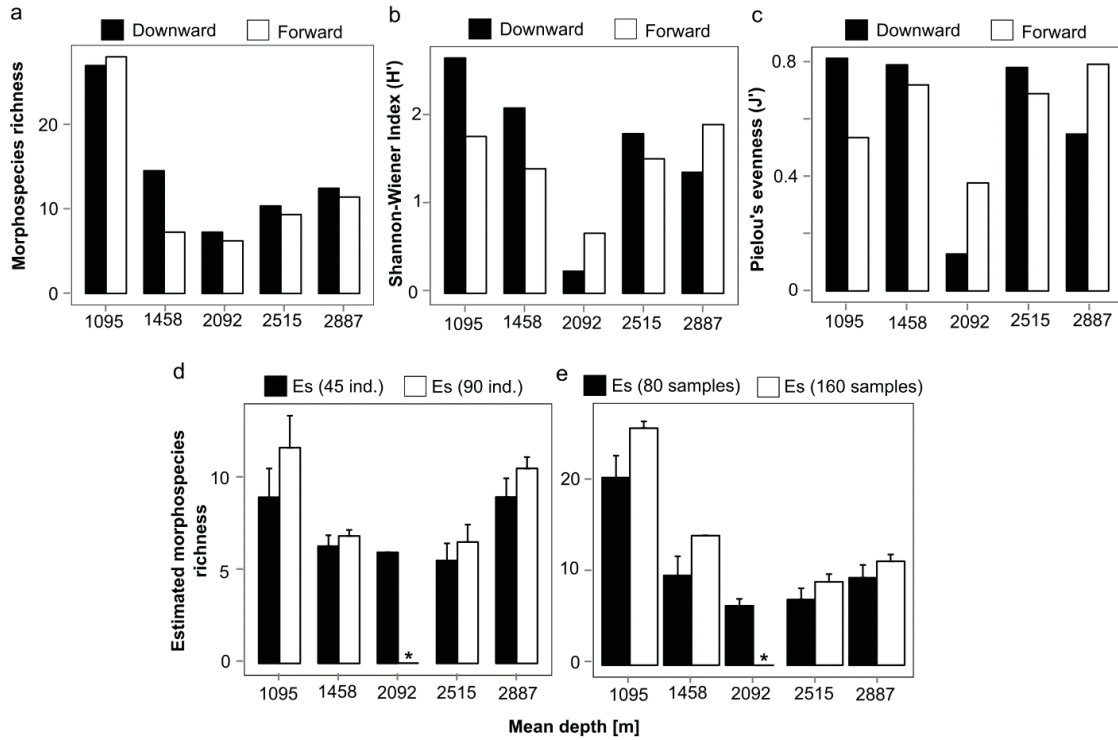 a
Downward Forward
Morphospecies richness
20
10
0
1095 1458 2092 2515 2887
b
Downward Forward
Shannon-Wiener Index (H')
2
1
0
1095 1458 2092 2515 2887
c
Downward Forward
Pielou's evenness (J')
0.8
0.4
0
1095 1458 2092 2515 2887
d
Es (45 ind.) Es (90 ind.)
Estimated morphospecies
richness
10
5
0
*
1095 1458 2092 2515 2887
e
Es (80 samples) Es (160 samples)
20
10
0
*
1095 1458 2092 2515 2887
Mean depth [m]